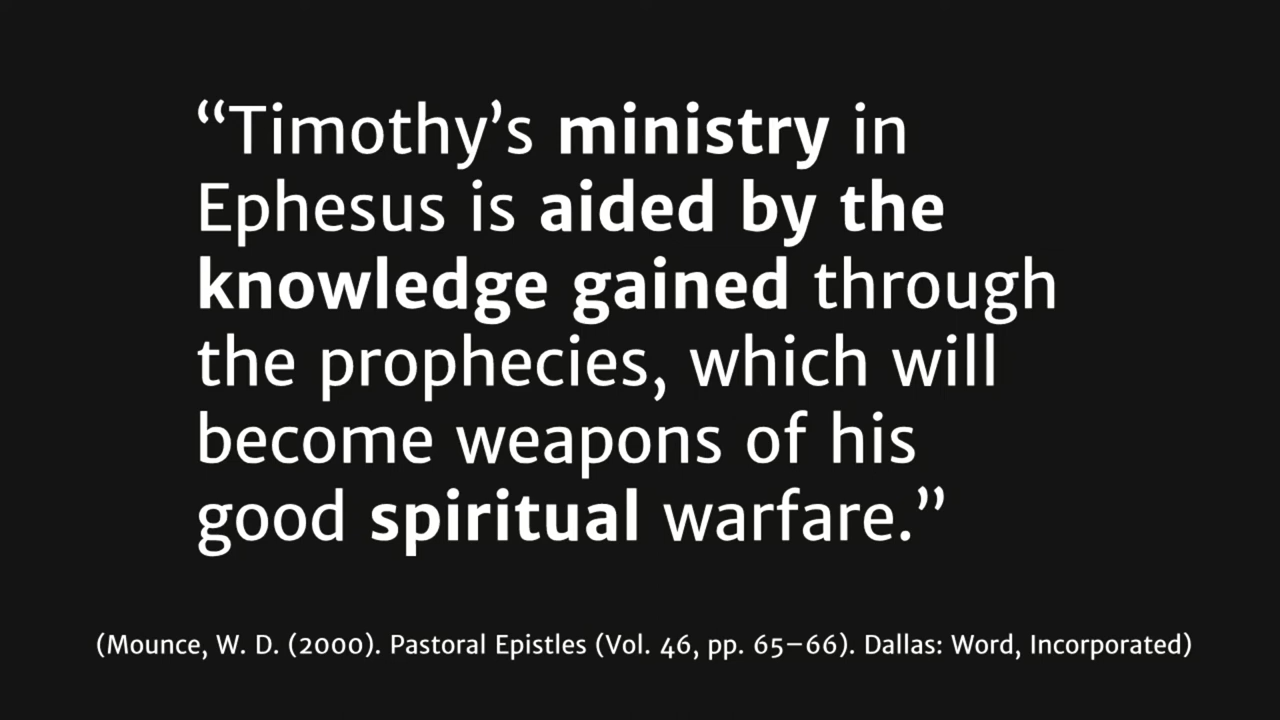 “Timothy’s ministry in
Ephesus is aided by the
knowledge gained through
the prophecies, which will
become weapons of his
good spiritual warfare.”
(Mounce, W. D. (2000). Pastoral Epistles (Vol. 46, pp. 65–66). Dallas: Word, Incorporated)